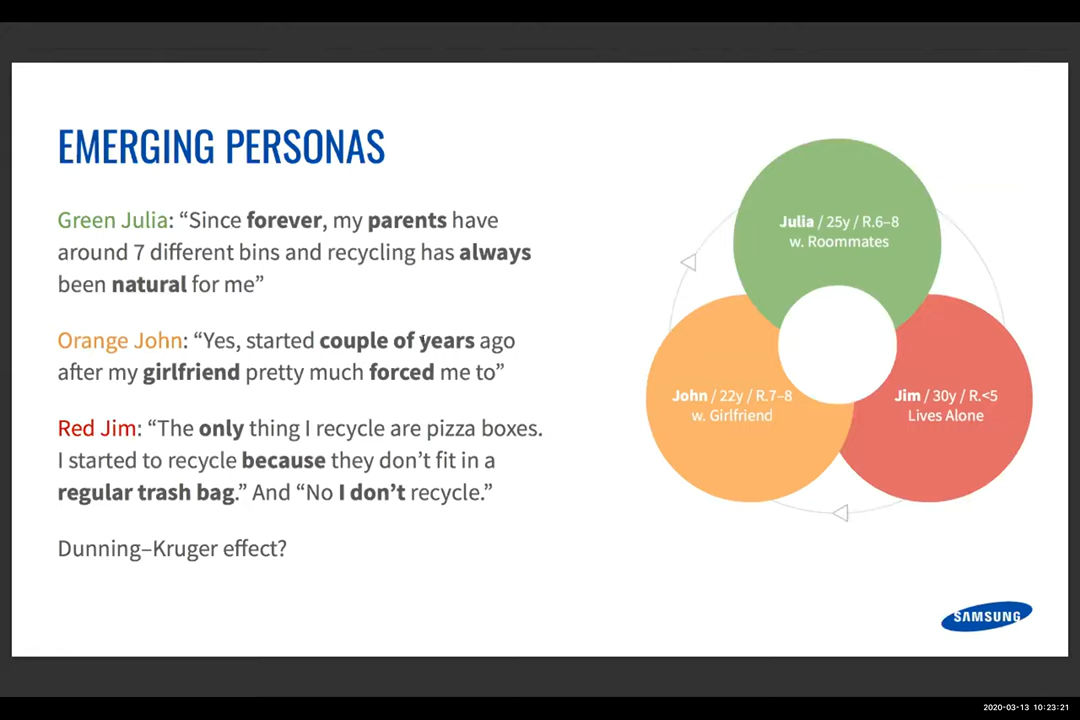 EMERGING PERSONAS
Green Julia: “Since forever, my parents have
around 7 different bins and recycling has always
been natural for me”
Orange John: “Yes, started couple of years ago
after my girlfriend pretty much forced me to”
Red Jim: “The only thing I recycle are pizza boxes.
I started to recycle because they don’t fit in a
regular trash bag.” And “No I don’t recycle.”
Dunning–Kruger effect?
Julia / 25y / R.6–8
w. Roommates
John / 22y / R.7–8
w. Girlfriend
Jim / 30y / R.<5
Lives Alone
SAMSUNG
2020-03-13 10:23:21